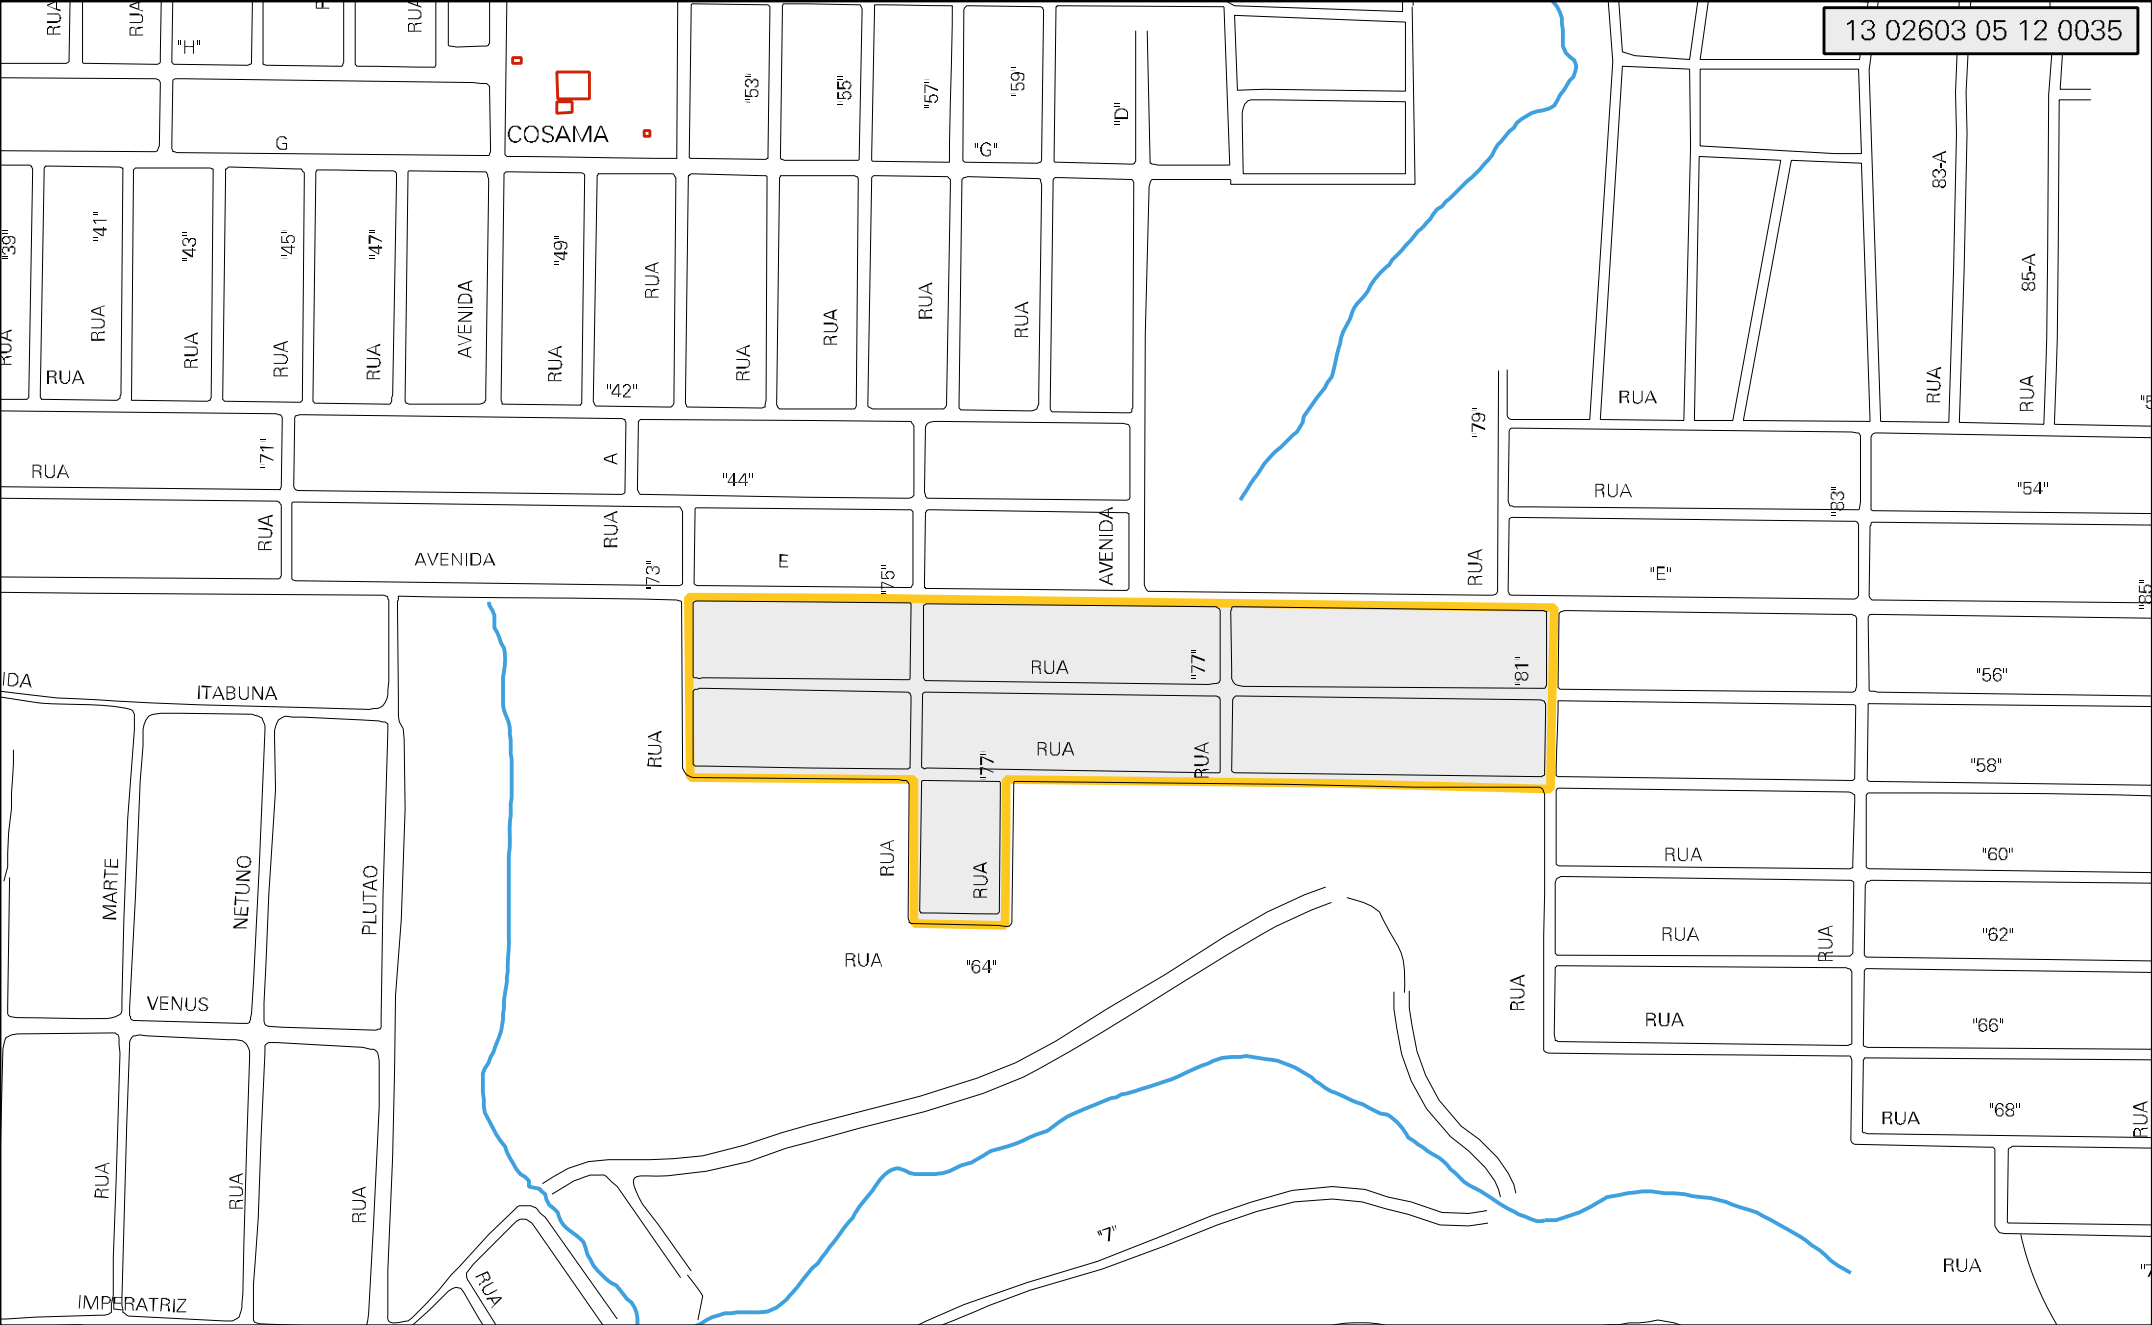 13 02603 05 12 0035
RUA
RUA
RUA
"H"
"53"
"55"
"57"
"59"
"D"
G
COSAMA
"G"
83-A
"39"
"41"
"43"
"45"
"47"
"49"
85-A
RUA
RUA
RUA
RUA
RUA
RUA
AVENIDA
RUA
RUA
RUA
RUA
RUA
RUA
RUA
"42"
RUA
RUA
RUA
"79"
RUA
"71"
A
"44"
RUA
"83"
"54"
RUA
RUA
AVENIDA
AVENIDA
E
"73"
"75"
RUA
"E"
"85"
IDA
ITABUNA
RUA
"77"
"81"
"56"
RUA
RUA
"77"
RUA
"58"
MARTE
NETUNO
PLUTAO
RUA
RUA
RUA
"60"
RUA
"64"
RUA
RUA
"62"
VENUS
RUA
RUA
"66"
RUA
"68"
RUA
RUA
RUA
RUA
"7"
RUA
RUA
IMPERATRIZ